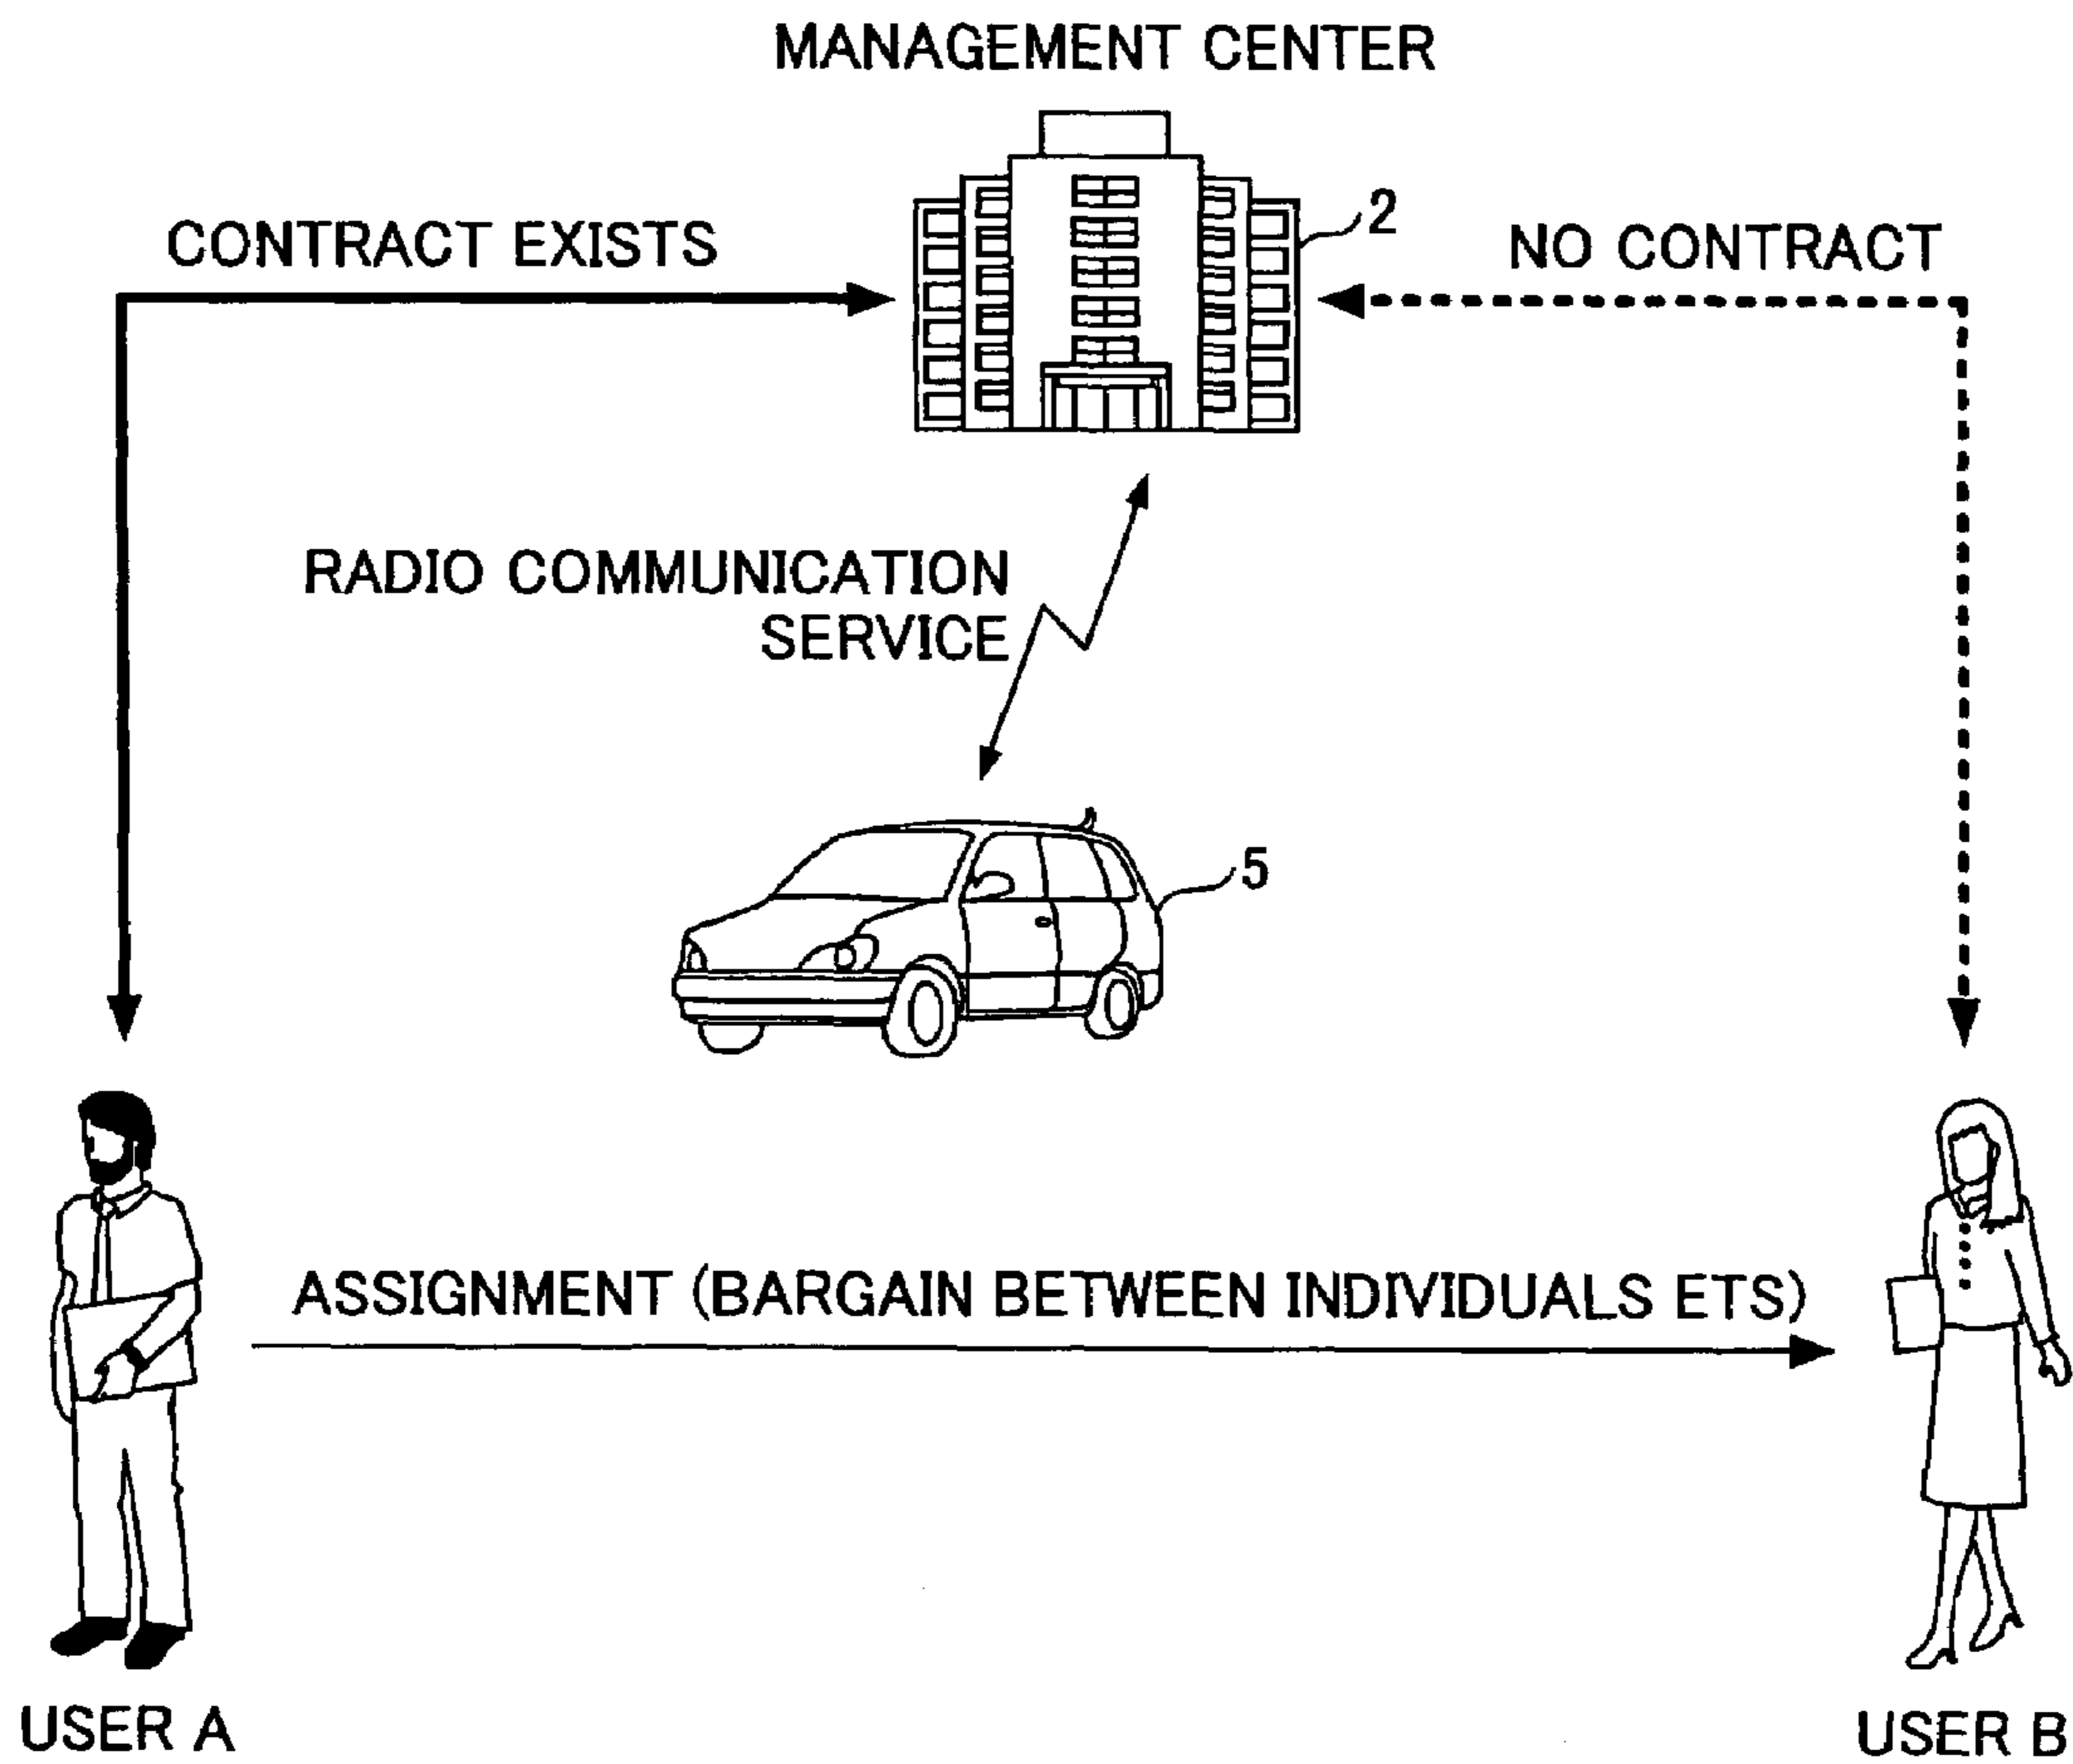 MANAGEMENT CENTER
2
CONTRACT EXISTS
NO CONTRACT
RADIO COMMUNICATION
SERVICE
5
ASSIGNMENT (BARGAIN BETWEEN INDIVIDUALS ETS)
USER A
USER B